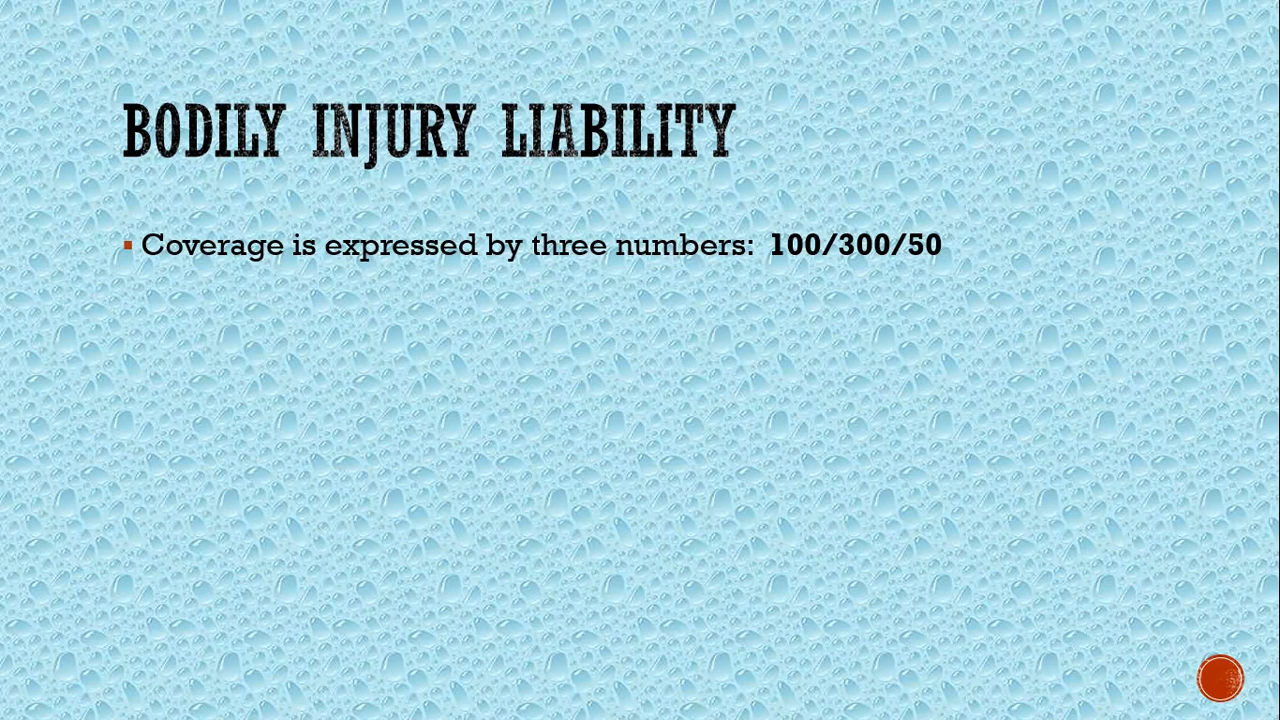 BODILY INJURY LIABILITY
▪ Coverage is expressed by three numbers: 100/300/50